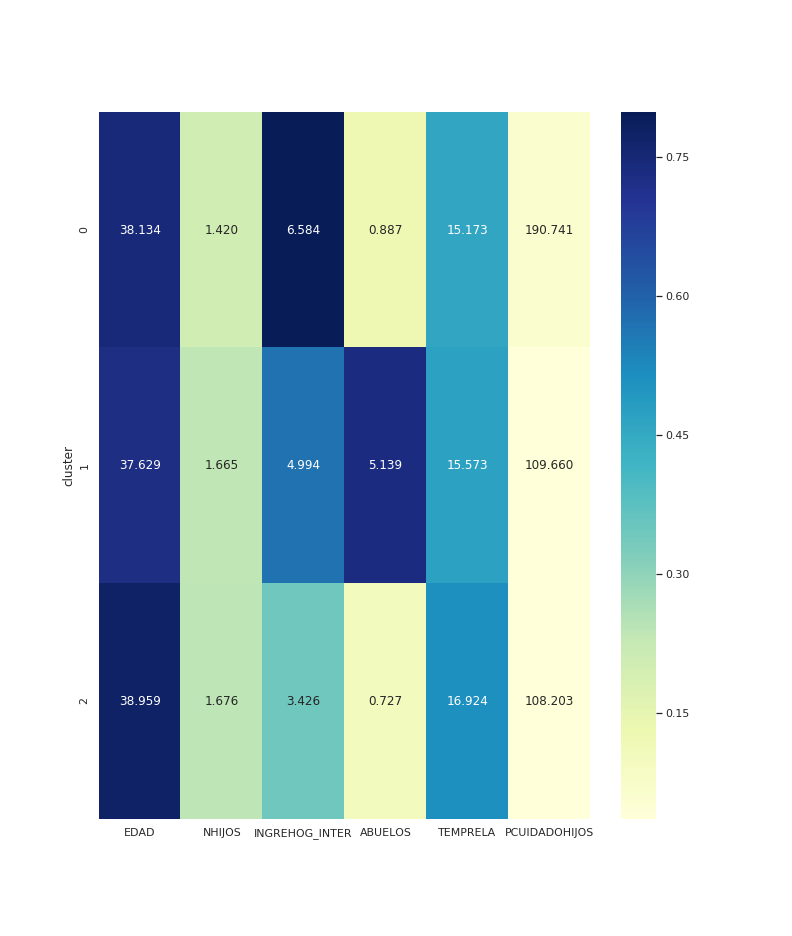 0.75
0
38.134 1.420 6.584 0.887 15.173 190.741
0.60
0.45
cluster
1
37.629 1.665 4.994 5.139 15.573 109.660
0.30
2
38.959 1.676 3.426 0.727 16.924 108.203
0.15
EDAD NHIJOS INGREHOG_INTER ABUELOS TEMPRELA PCUIDADOHIJOS